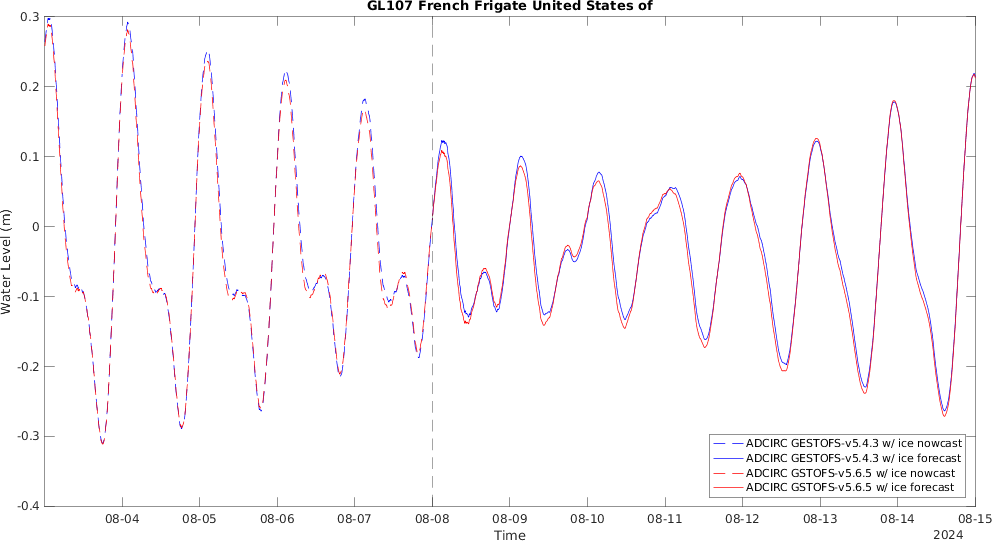 GL107 French Frigate United States of
0.3
0.2
0.1
0
-0.1
-0.2
-0.3
-0.4
Water Level (m)
08-04 08-05 08-06 08-07 08-08 08-09 08-10 08-11 08-12 08-13 08-14 08-15
Time
2024
ADCIRC GESTOFS-v5.4.3 w/ ice nowcast
ADCIRC GESTOFS-v5.4.3 w/ ice forecast
ADCIRC GSTOFS-v5.6.5 w/ ice nowcast
ADCIRC GSTOFS-v5.6.5 w/ ice forecast